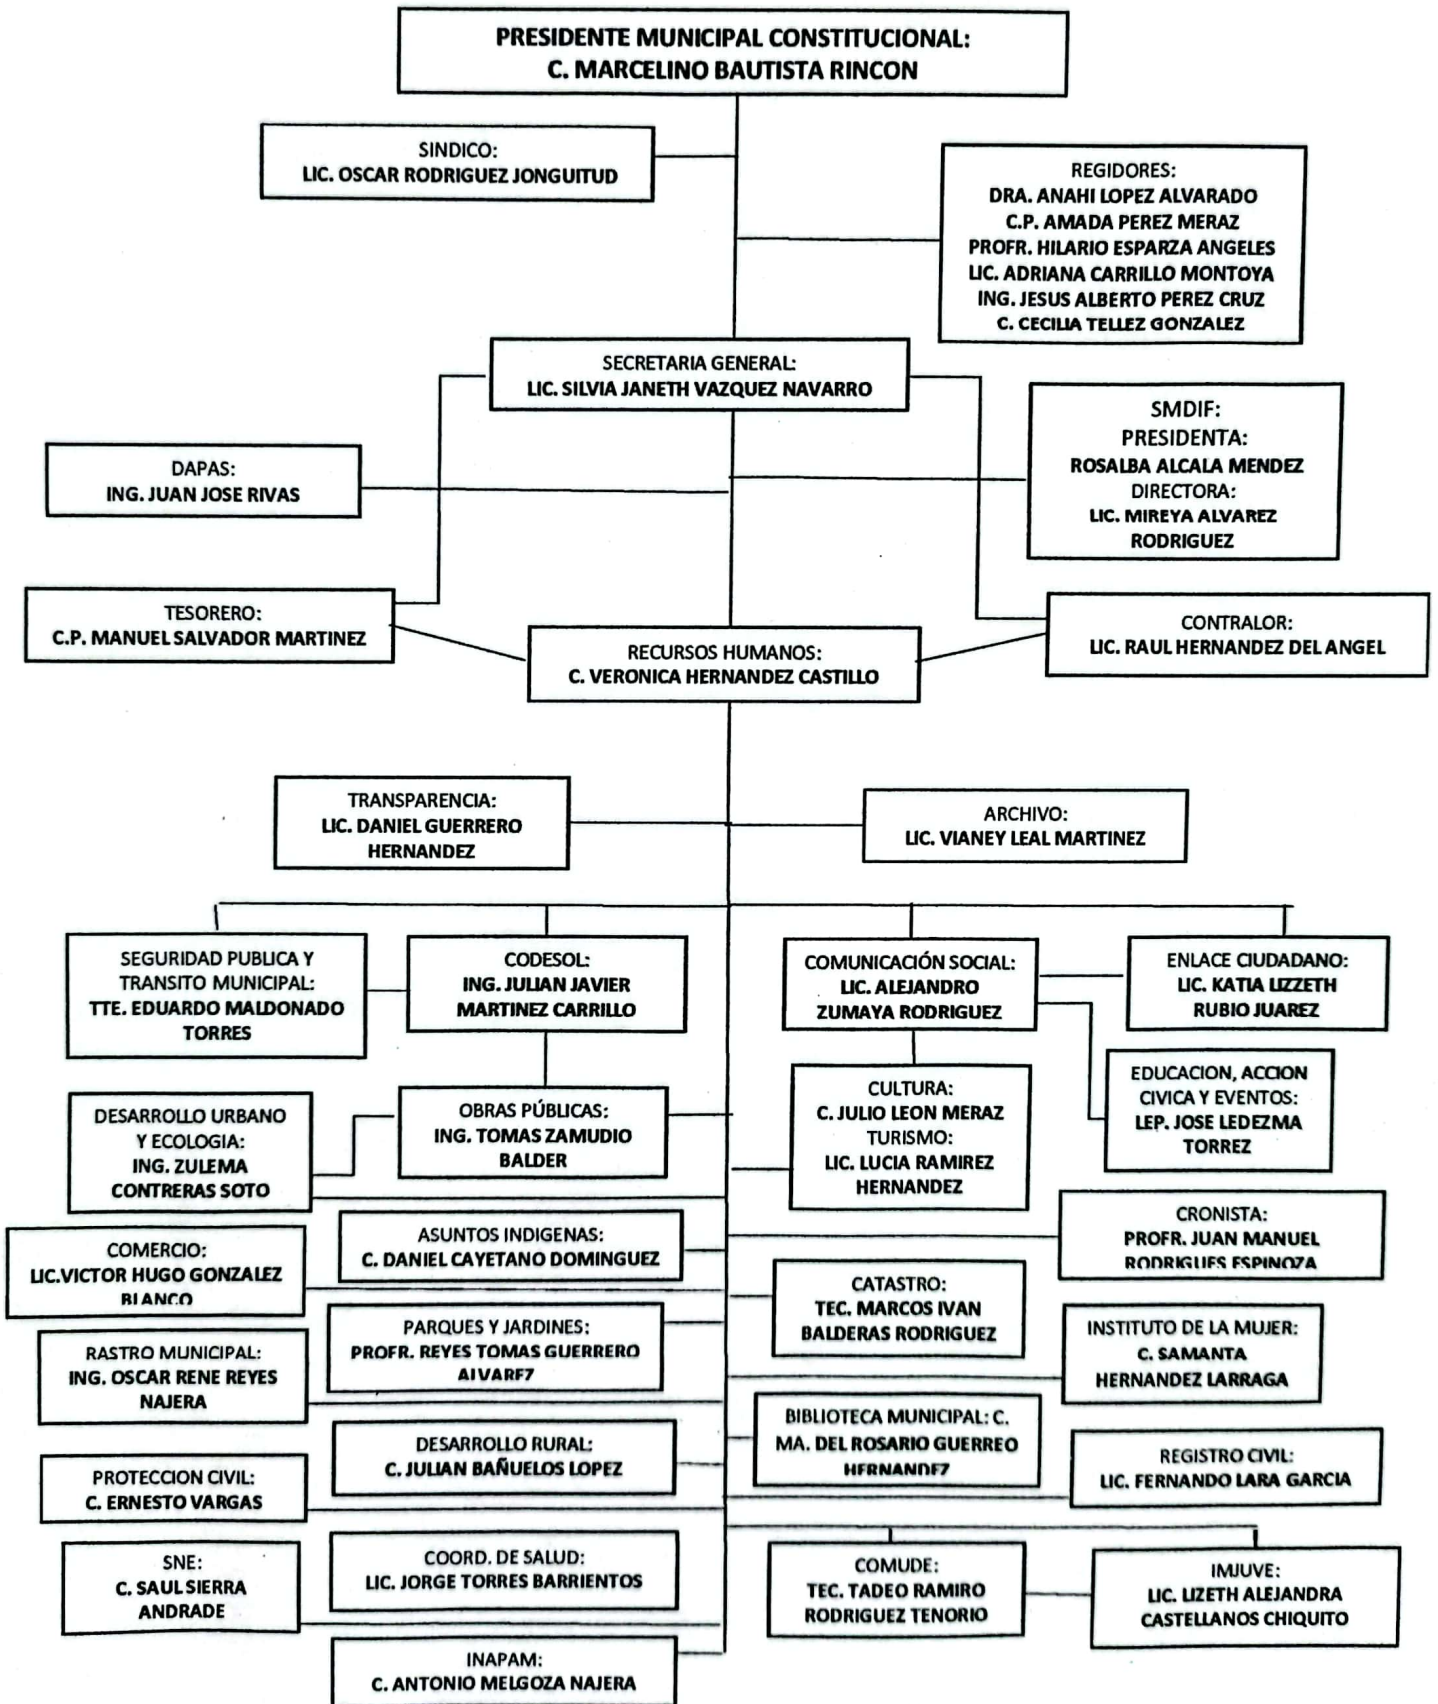 PRESIDENTE MUNICIPAL CONSTITUCIONAL:
C. MARCELINO BAUTISTA RINCON
SINDICO:
LIC. OSCAR RODRIGUEZ JONGUITUD
REGIDORES:
DRA. ANAHI LOPEZ ALVARADO
C.P. AMADA PEREZ MERAZ
PROFR. HILARIO ESPARZA ANGELES
LIC. ADRIANA CARRILLO MONTOYA
ING. JESUS ALBERTO PEREZ CRUZ
C. CECILIA TELLEZ GONZALEZ
SECRETARIA GENERAL:
LIC. SILVIA JANETH VAZQUEZ NAVARRO
SMDIF:
PRESIDENTA:
ROSALBA ALCALA MENDEZ
DIRECTORA:
LIC. MIREYA ALVAREZ
RODRIGUEZ
DAPAS:
ING. JUAN JOSE RIVAS
TESORERO:
C.P. MANUEL SALVADOR MARTINEZ
RECURSOS HUMANOS:
C. VERONICA HERNANDEZ CASTILLO
CONTRALOR:
LIC. RAUL HERNANDEZ DEL ANGEL
TRANSPARENCIA:
LIC. DANIEL GUERRERO
HERNANDEZ
ARCHIVO:
LIC. VIANEY LEAL MARTINEZ
SEGURIDAD PUBLICA Y
TRANSITO MUNICIPAL:
TTE. EDUARDO MALDONADO
TORRES
CODESOL:
ING. JULIAN JAVIER
MARTINEZ CARRILLO
COMUNICACIÓN SOCIAL:
LIC. ALEJANDRO
ZUMAYA RODRIGUEZ
ENLACE CIUDADANO:
LIC. KATIA LIZZETH
RUBIO JUAREZ
DESARROLLO URBANO
Y ECOLOGIA:
ING. ZULEMA
CONTRERAS SOTO
OBRAS PÚBLICAS:
ING. TOMAS ZAMUDIO
BALDER
CULTURA:
C. JULIO LEON MERAZ
TURISMO:
LIC. LUCIA RAMIREZ
HERNANDEZ
EDUCACION, ACCION
CIVICA Y EVENTOS:
LEP. JOSE LEDEZMA
TORREZ
COMERCIO:
LIC.VICTOR HUGO GONZALEZ
BLANCO
ASUNTOS INDIGENAS:
C. DANIEL CAYETANO DOMINGUEZ
CRONISTA:
PROFR. JUAN MANUEL
RODRIGUES ESPINOZA
CATASTRO:
TEC. MARCOS IVAN
BALDERAS RODRIGUEZ
RASTRO MUNICIPAL:
ING. OSCAR RENE REYES
NAJERA
PARQUES Y JARDINES:
PROFR. REYES TOMAS GUERRERO
ALVAREZ
INSTITUTO DE LA MUJER:
C. SAMANTA
HERNANDEZ LARRAGA
BIBLIOTECA MUNICIPAL: C.
MA. DEL ROSARIO GUERREO
HERNANDEZ
PROTECCION CIVIL:
C. ERNESTO VARGAS
DESARROLLO RURAL:
C. JULIAN BAÑUELOS LOPEZ
REGISTRO CIVIL:
LIC. FERNANDO LARA GARCIA
SNE:
C. SAUL SIERRA
ANDRADE
COORD. DE SALUD:
LIC. JORGE TORRES BARRIENTOS
COMUDE:
TEC. TADEO RAMIRO
RODRIGUEZ TENORIO
IMJUVE:
LIC. LIZETH ALEJANDRA
CASTELLANOS CHIQUITO
INAPAM:
C. ANTONIO MELGOZA NAJERA